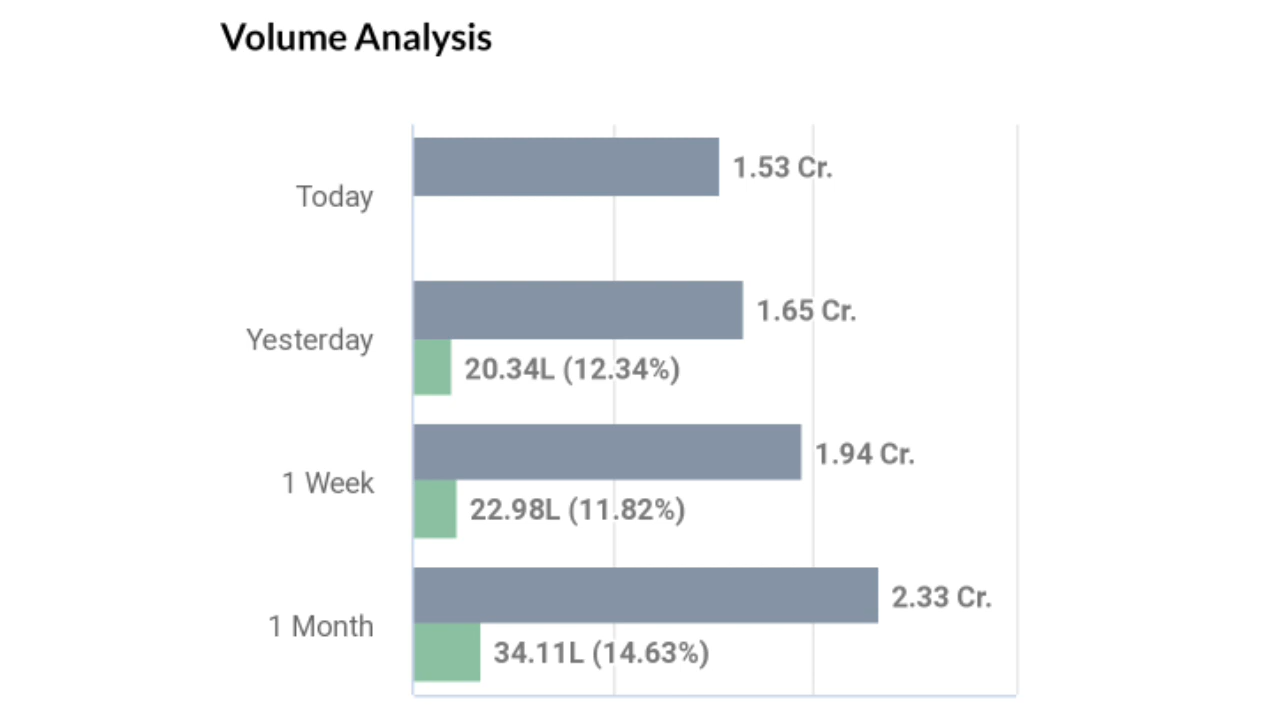 Volume Analysis
Today
1.53 Cr.
Yesterday
1.65 Cr.
20.34L (12.34%)
1 Week
1.94 Cr.
22.98L (11.82%)
1 Month
2.33 Cr.
34.11L (14.63%)